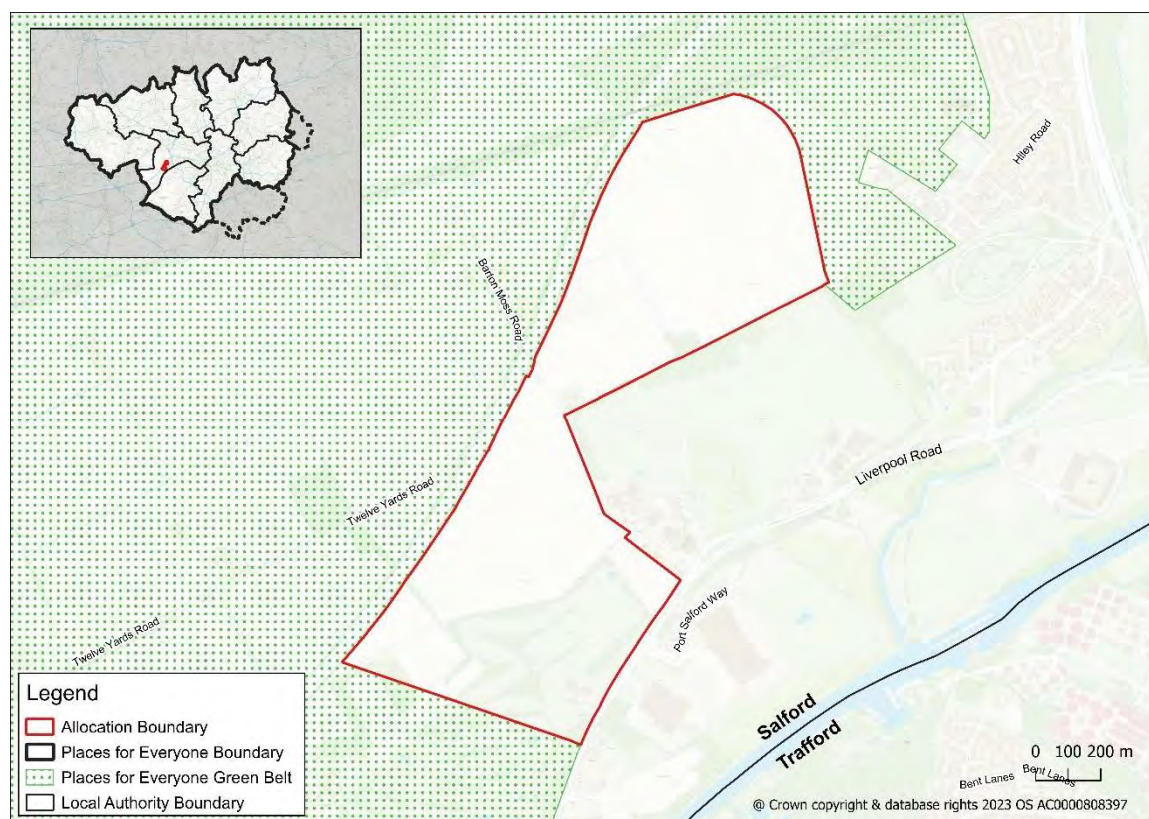 Hiley Road
Barton Moss Road
Twelve Yards Road
Liverpool Road
Port Salford Way
Twelve Yards Road
Salford
Trafford
Legend
Allocation Boundary
Places for Everyone Boundary
Places for Everyone Green Belt
Local Authority Boundary
0 100 200 m
Bent Lanes
Bent Lanes
@ Crown copyright & database rights 2023 OS AC0000808397